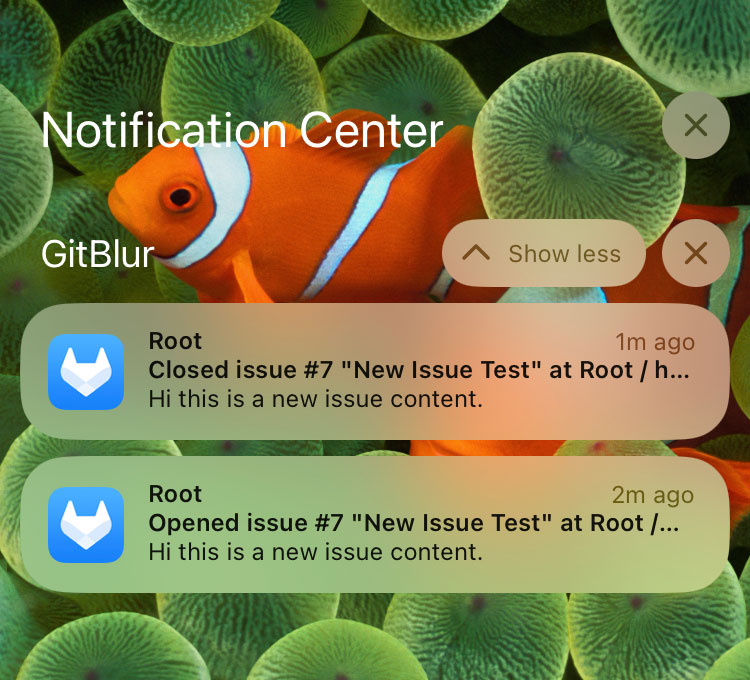 Notification Center
GitBlur
Show less
Root
1m ago
Closed issue #7 "New Issue Test" at Root / h...
Hi this is a new issue content.
Root
2m ago
Opened issue #7 "New Issue Test" at Root /...
Hi this is a new issue content.